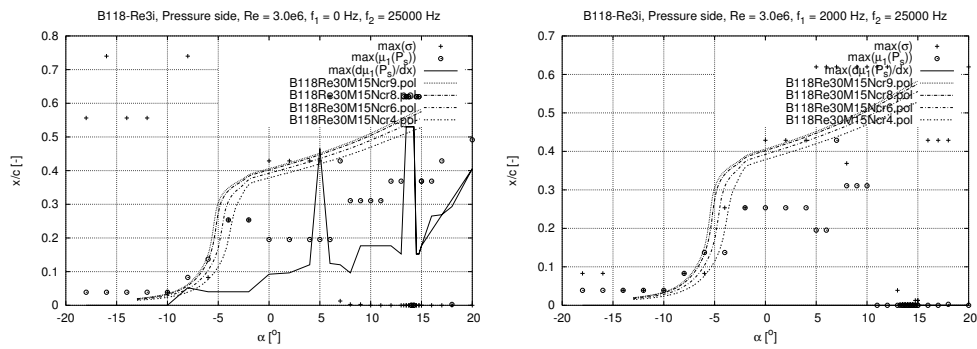 B118-Re3i, Pressure side, Re = 3.0e6, f₁ = 0 Hz, f₂ = 25000 Hz
max(σ)
max(μ₁(Pₛ))
max(dμ₁(Pₛ)/dx)
B118Re30M15Ncr9.pol
B118Re30M15Ncr8.pol
B118Re30M15Ncr6.pol
B118Re30M15Ncr4.pol
x/c [-]
0.8
0.7
0.6
0.5
0.4
0.3
0.2
0.1
0
-20 -15 -10 -5 0 5 10 15 20
α [°]
B118-Re3i, Pressure side, Re = 3.0e6, f₁ = 2000 Hz, f₂ = 25000 Hz
max(σ)
max(μ₁(Pₛ))
max(dμ₁(Pₛ)/dx)
B118Re30M15Ncr9.pol
B118Re30M15Ncr8.pol
B118Re30M15Ncr6.pol
B118Re30M15Ncr4.pol
x/c [-]
0.7
0.6
0.5
0.4
0.3
0.2
0.1
0
-20 -15 -10 -5 0 5 10 15 20
α [°]